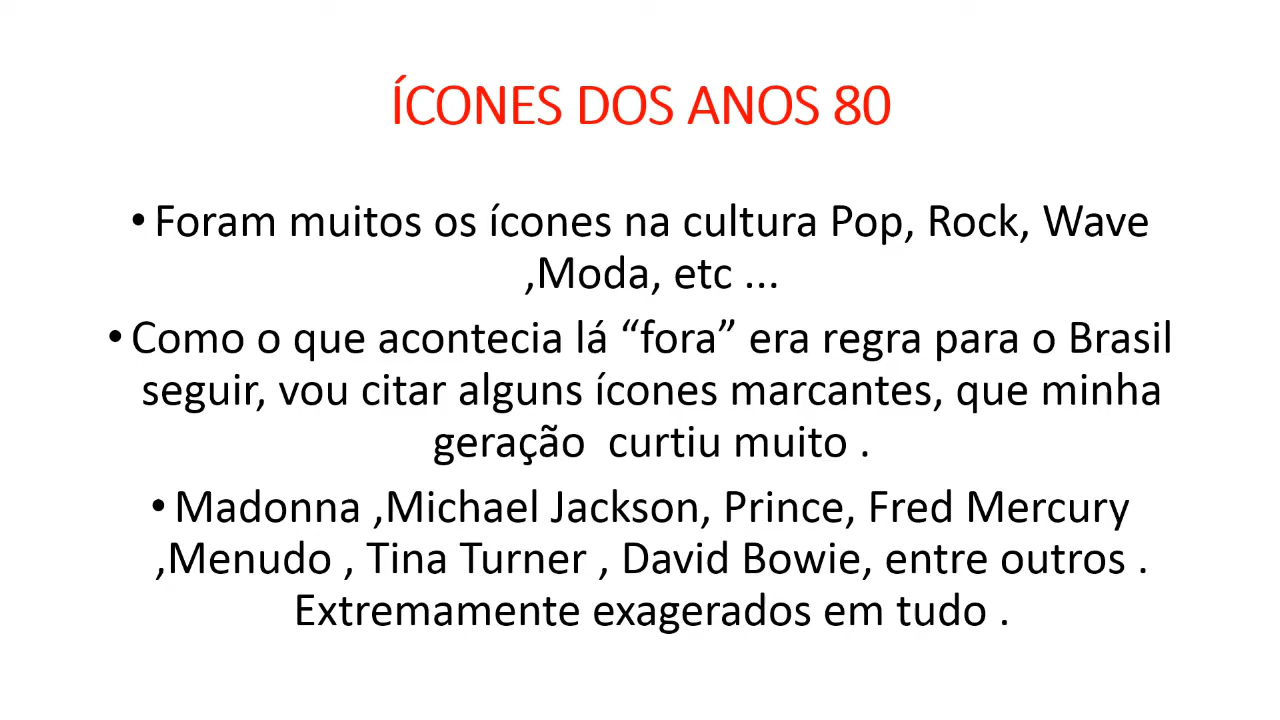 ÍCONES DOS ANOS 80
• Foram muitos os ícones na cultura Pop, Rock, Wave
,Moda, etc ...
• Como o que acontecia lá “fora” era regra para o Brasil
seguir, vou citar alguns ícones marcantes, que minha
geração  curtiu muito .
• Madonna ,Michael Jackson, Prince, Fred Mercury
,Menudo , Tina Turner , David Bowie, entre outros .
Extremamente exagerados em tudo .